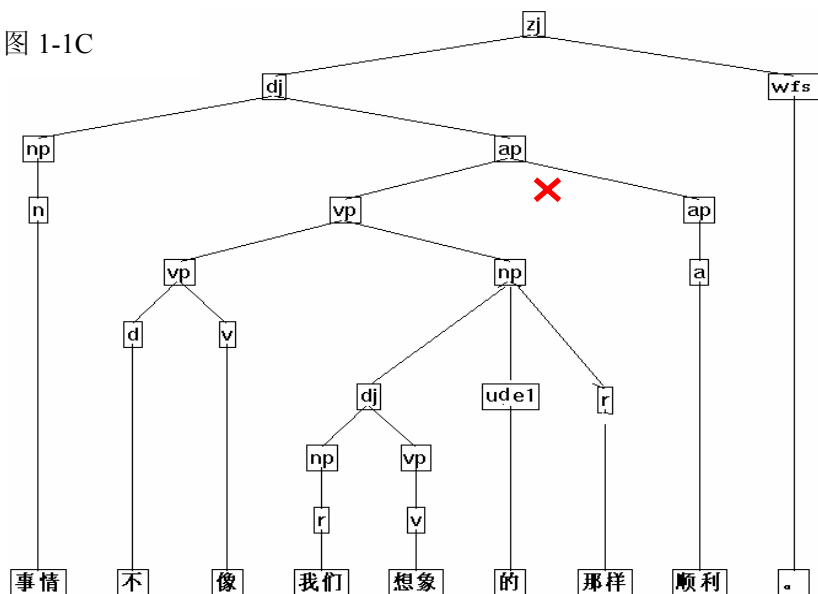 图 1-1C
zj
dj wfs
np ap
n vp ap
vp np a
d v
dj ude1 r
np vp
r v
事情 不 像 我们 想象 的 那样 顺利 。